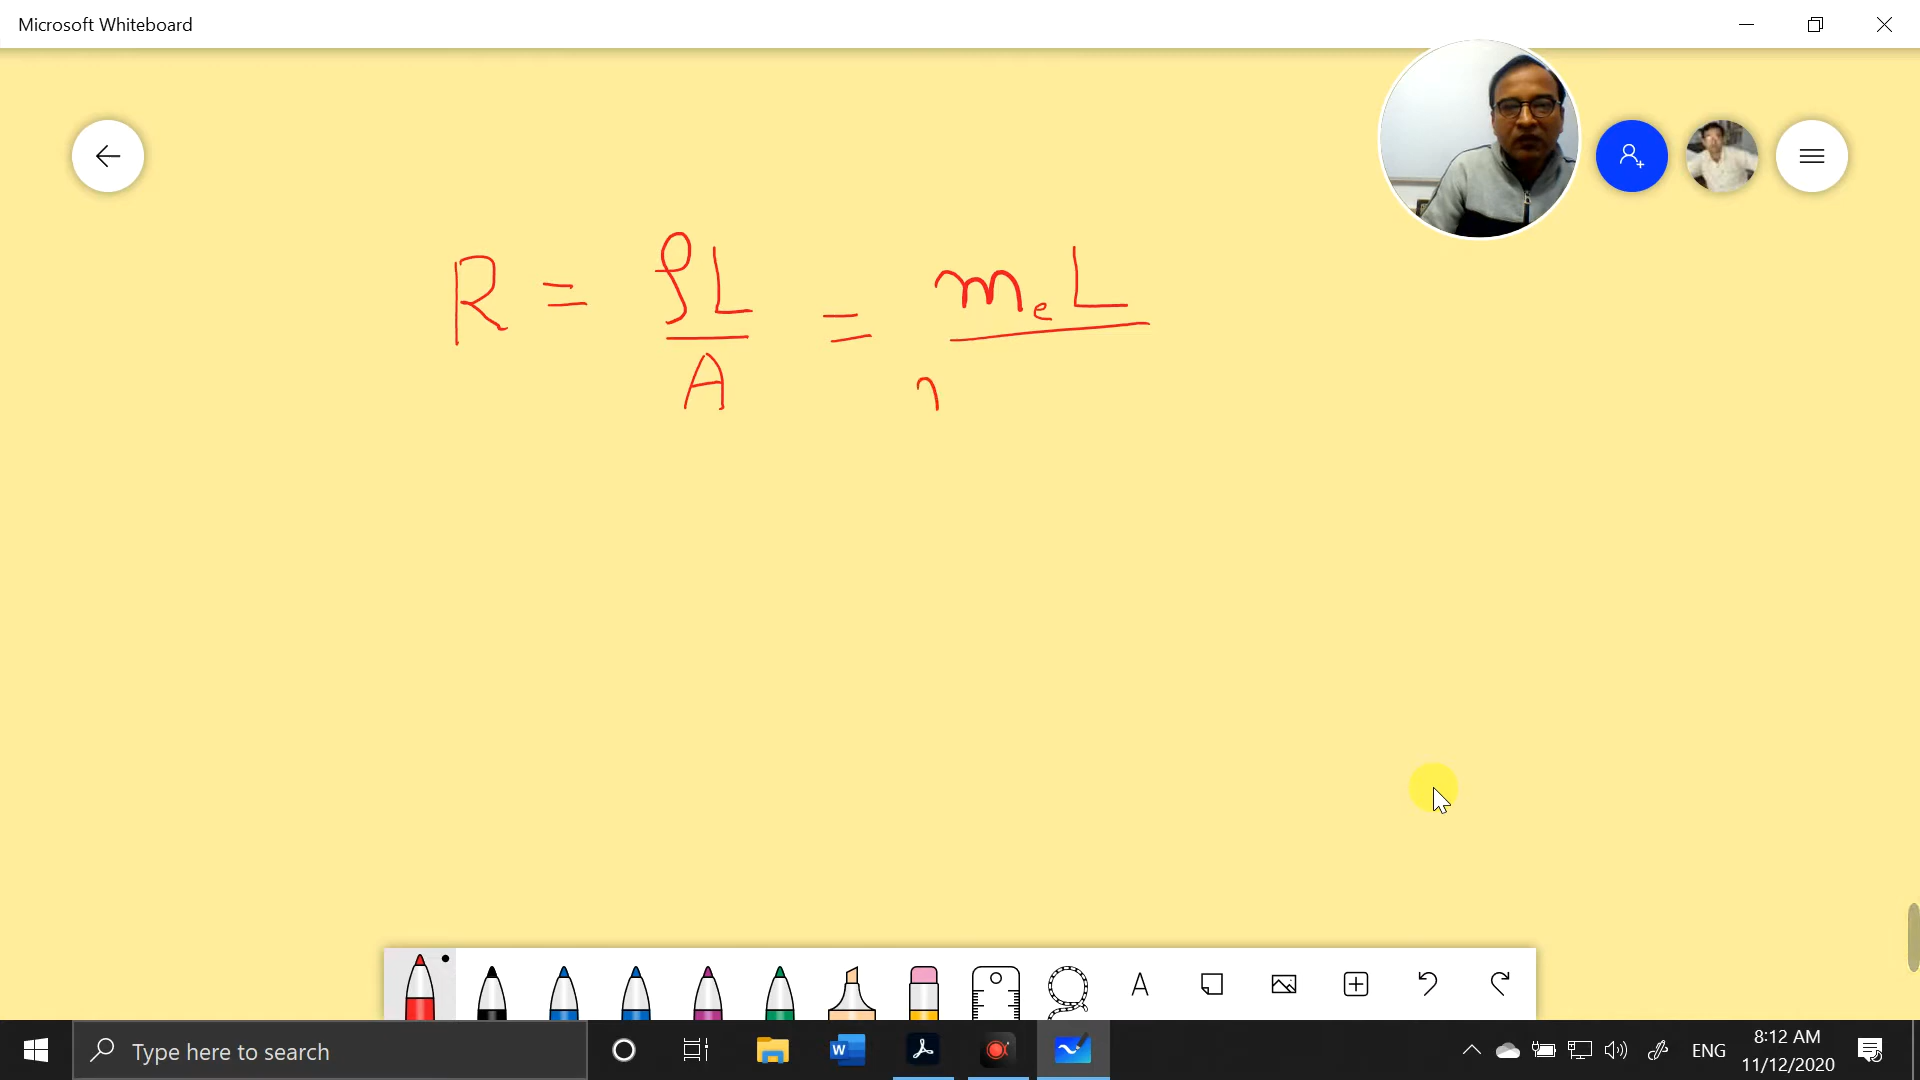 Microsoft Whiteboard
R = ρL/A = mₑL/n
A
W
Type here to search
ENG
8:12 AM
11/12/2020